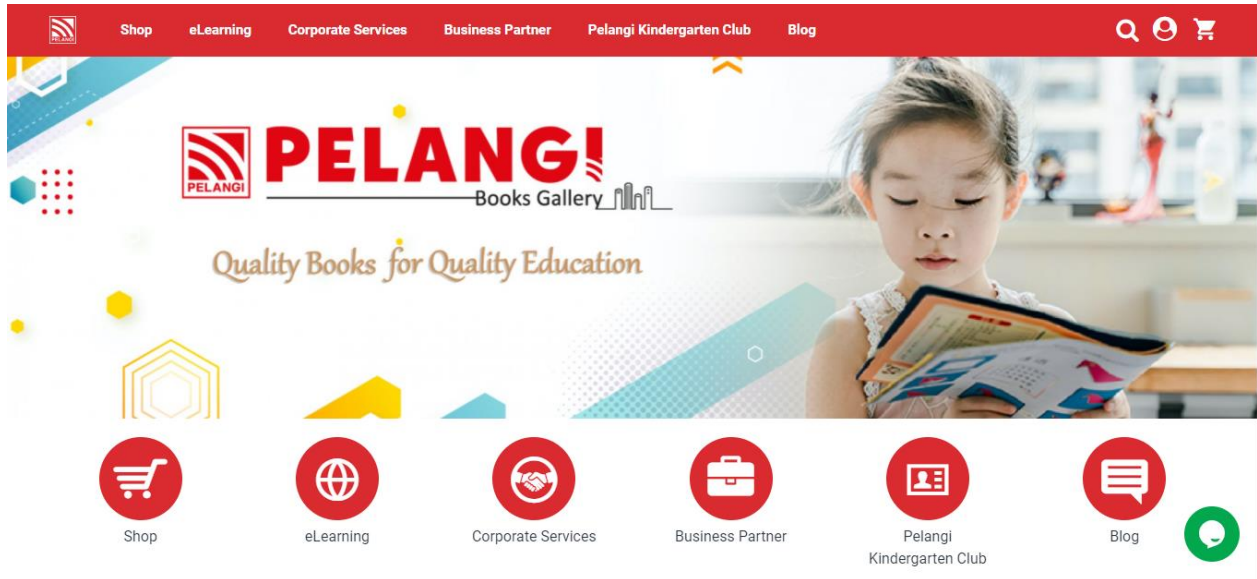 PELANGI
Shop eLearning Corporate Services Business Partner Pelangi Kindergarten Club Blog
PELANGI
PELANGI
Books Gallery
Quality Books for Quality Education
Shop
eLearning
Corporate Services
Business Partner
Pelangi
Kindergarten Club
Blog